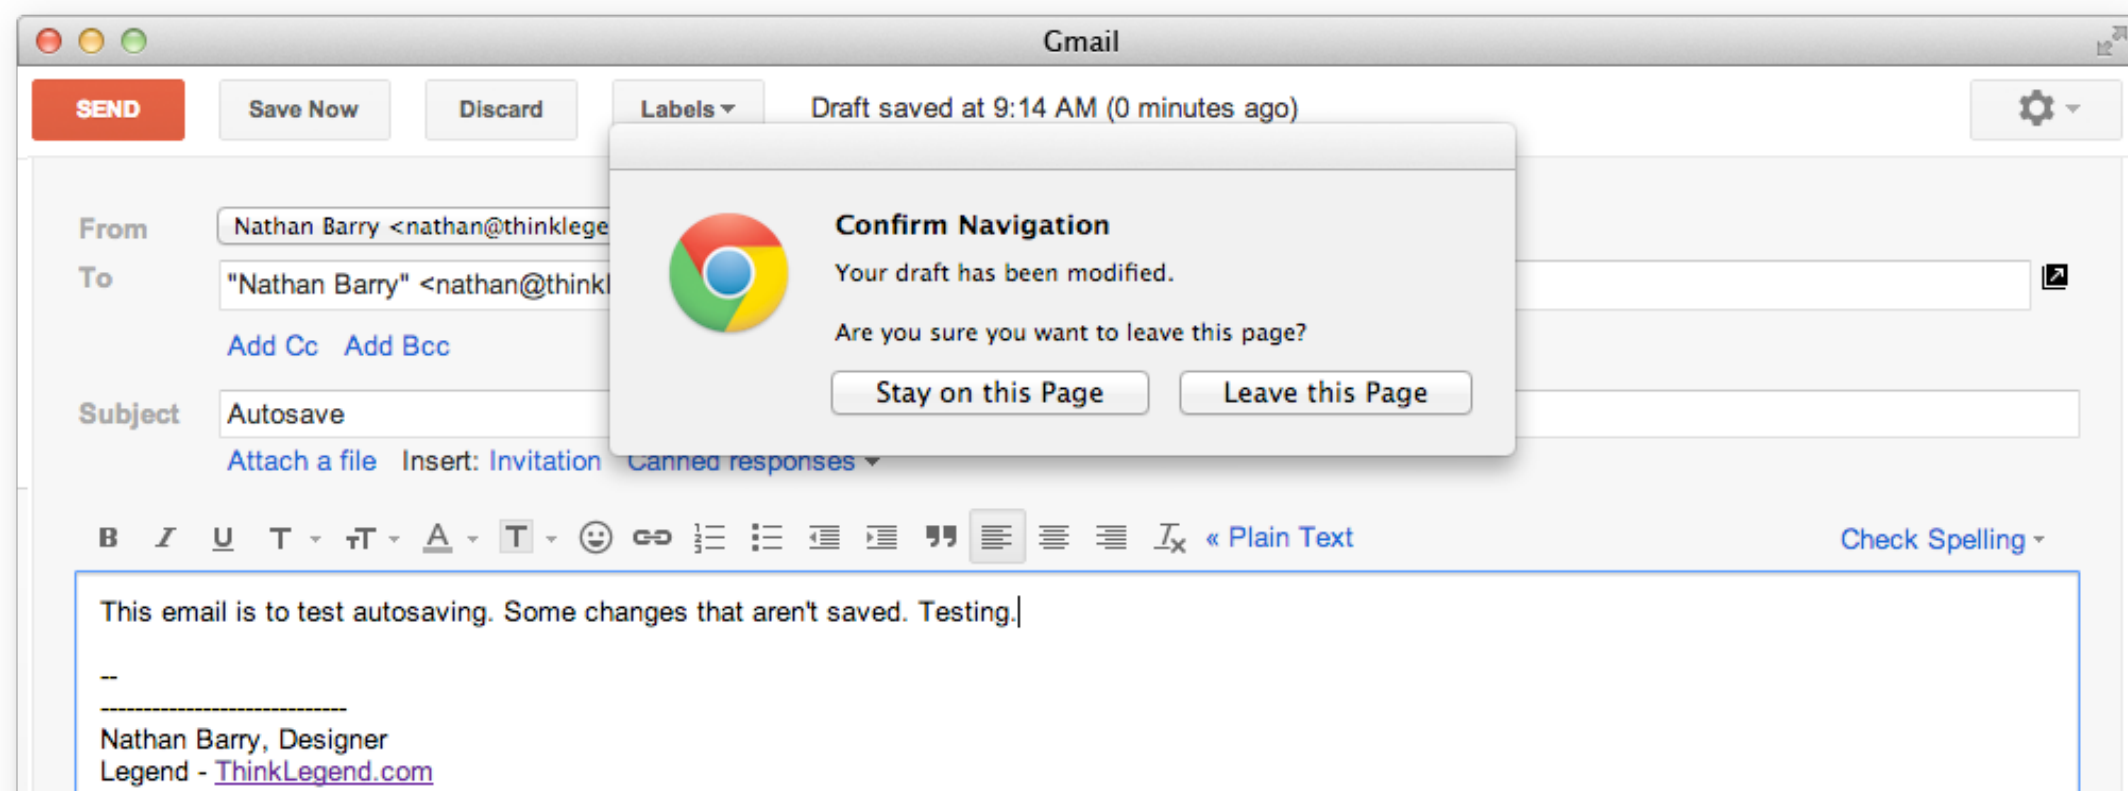 Gmail
SEND Save Now Discard Labels Draft saved at 9:14 AM (0 minutes ago)
Confirm Navigation
Your draft has been modified.
Are you sure you want to leave this page?
Stay on this Page Leave this Page
From Nathan Barry <nathan@thinklege
To "Nathan Barry" <nathan@thinkl
Add Cc Add Bcc
Subject Autosave
Attach a file Insert: Invitation Canned responses
B I U T TT A T « Plain Text Check Spelling
This email is to test autosaving. Some changes that aren't saved. Testing.
--
----------------------------
Nathan Barry, Designer
Legend - ThinkLegend.com